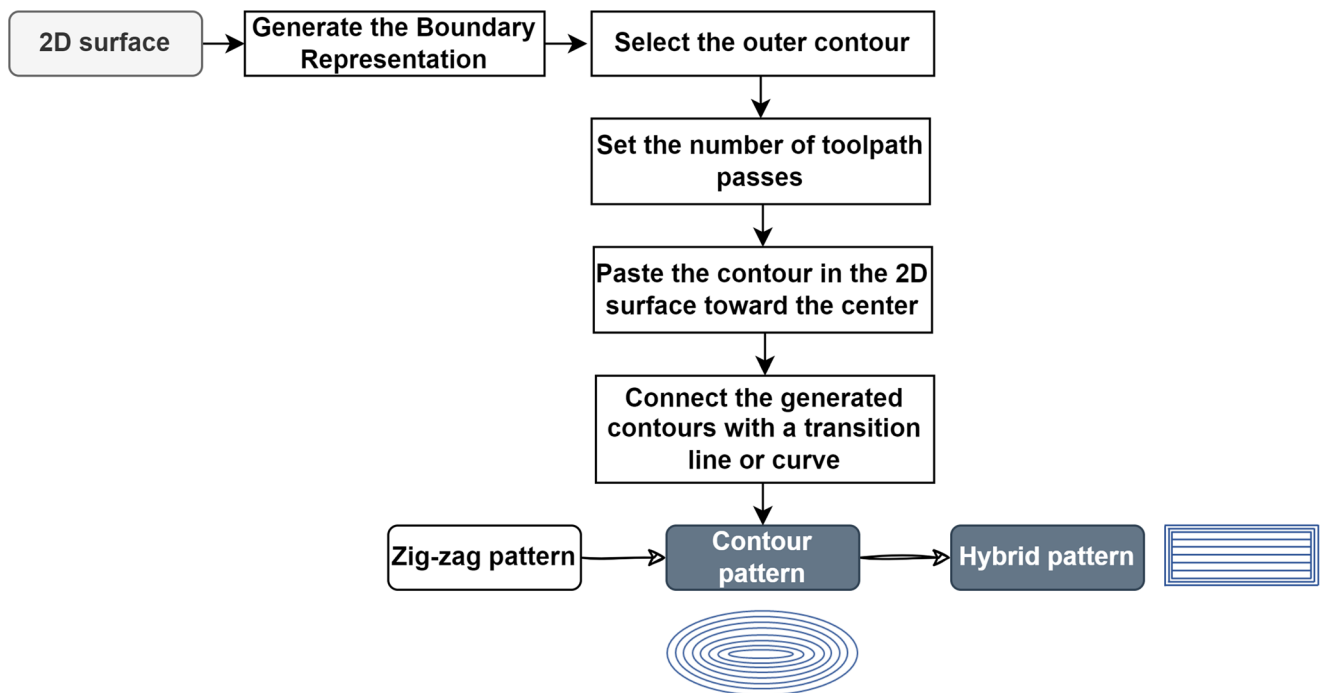 2D surface
Generate the Boundary
Representation
Select the outer contour
Set the number of toolpath
passes
Paste the contour in the 2D
surface toward the center
Connect the generated
contours with a transition
line or curve
Zig-zag pattern
Contour
pattern
Hybrid pattern